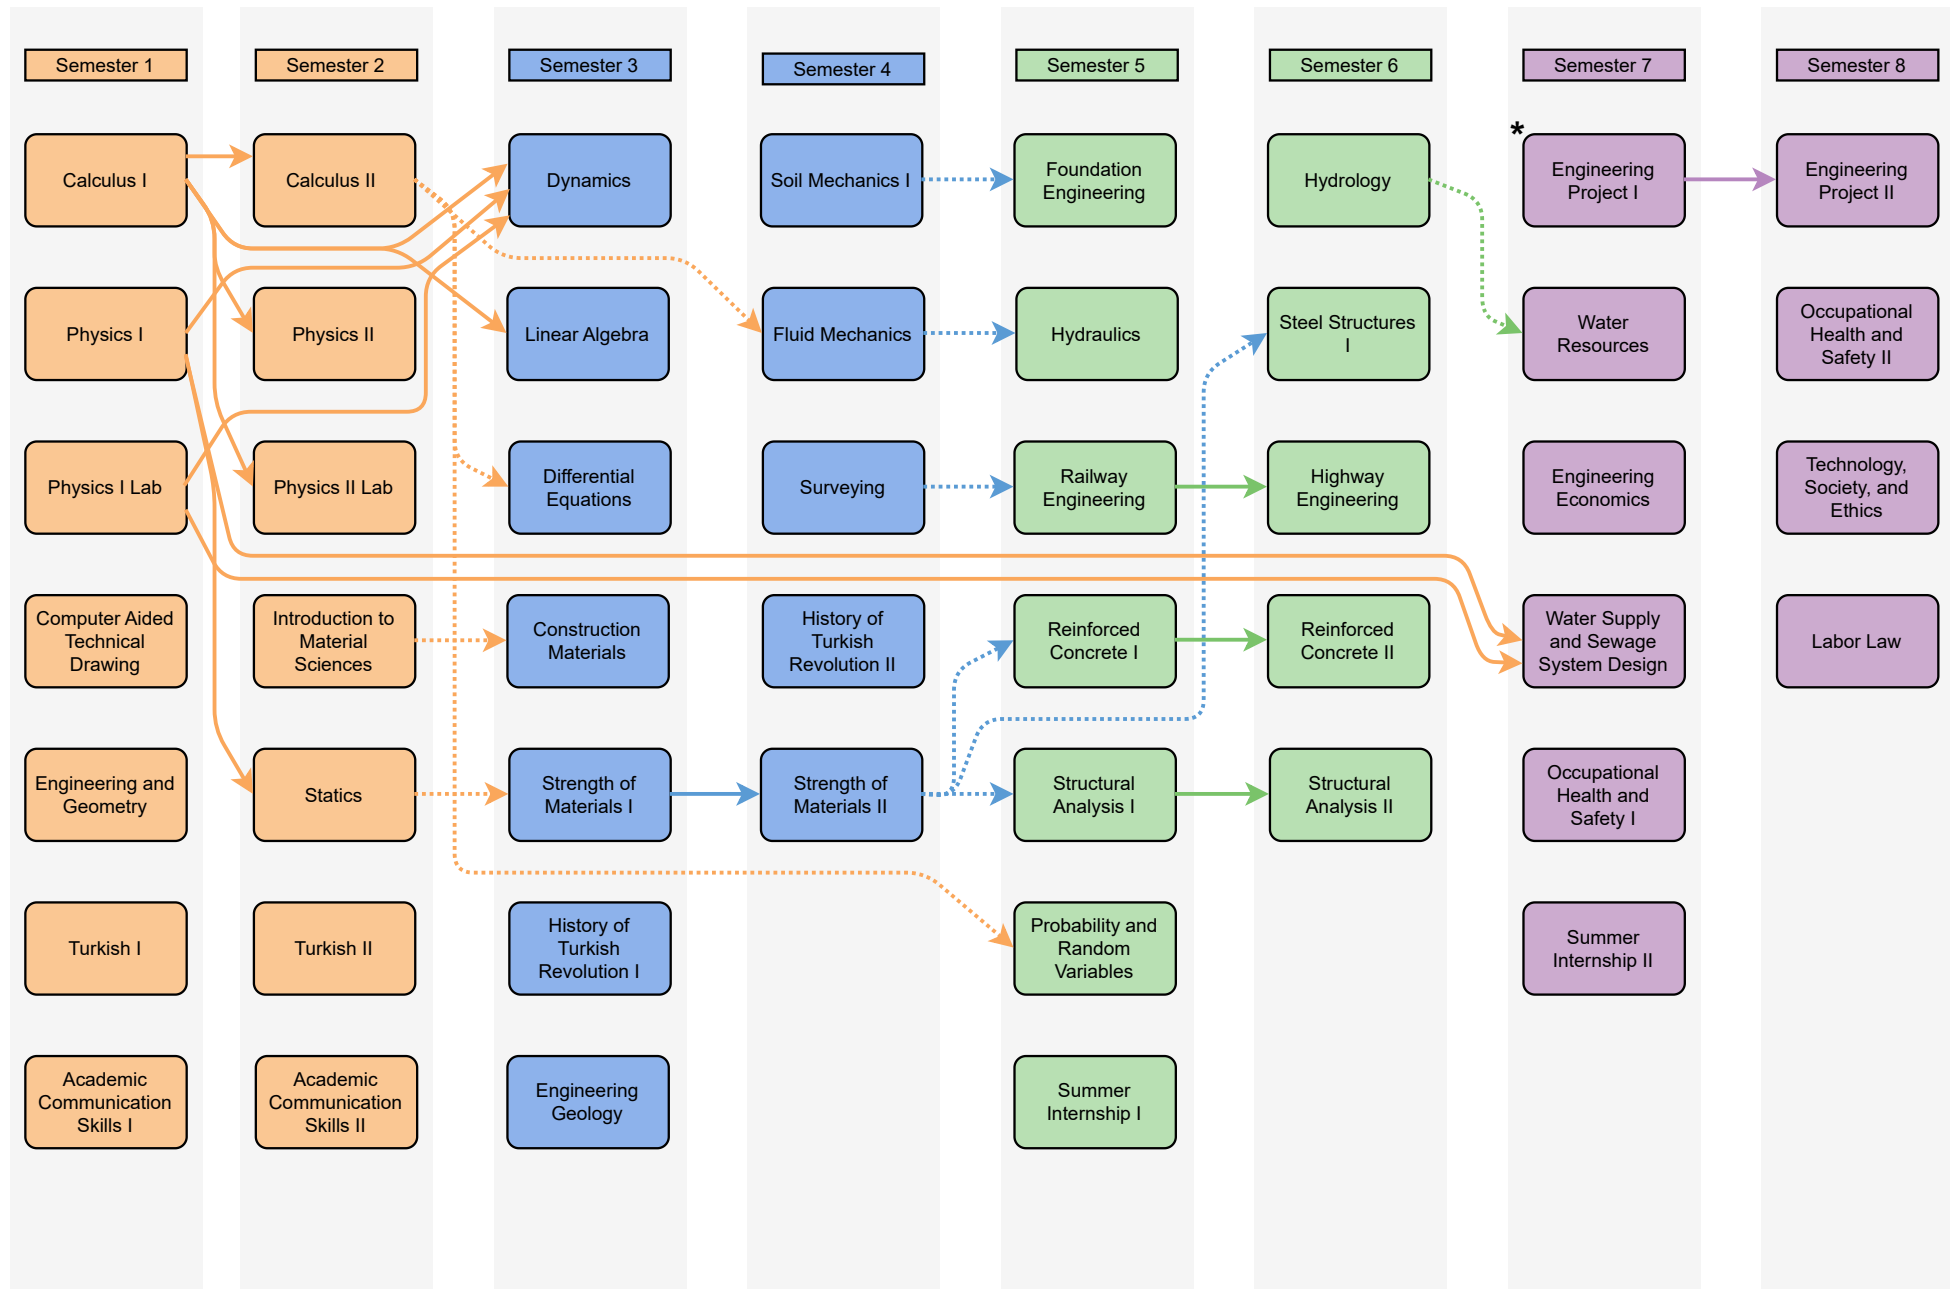 Semester 1
Semester 2
Semester 3
Semester 4
Semester 5
Semester 6
Semester 7
Semester 8
Calculus I
Calculus II
Dynamics
Soil Mechanics I
Foundation
Engineering
Hydrology
*
Engineering
Project I
Engineering
Project II
Physics I
Physics II
Linear Algebra
Fluid Mechanics
Hydraulics
Steel Structures
I
Water
Resources
Occupational
Health and
Safety II
Physics I Lab
Physics II Lab
Differential
Equations
Surveying
Railway
Engineering
Highway
Engineering
Engineering
Economics
Technology,
Society, and
Ethics
Computer Aided
Technical
Drawing
Introduction to
Material
Sciences
Construction
Materials
History of
Turkish
Revolution II
Reinforced
Concrete I
Reinforced
Concrete II
Water Supply
and Sewage
System Design
Labor Law
Engineering and
Geometry
Statics
Strength of
Materials I
Strength of
Materials II
Structural
Analysis I
Structural
Analysis II
Occupational
Health and
Safety I
Turkish I
Turkish II
History of
Turkish
Revolution I
Probability and
Random
Variables
Summer
Internship II
Academic
Communication
Skills I
Academic
Communication
Skills II
Engineering
Geology
Summer
Internship I